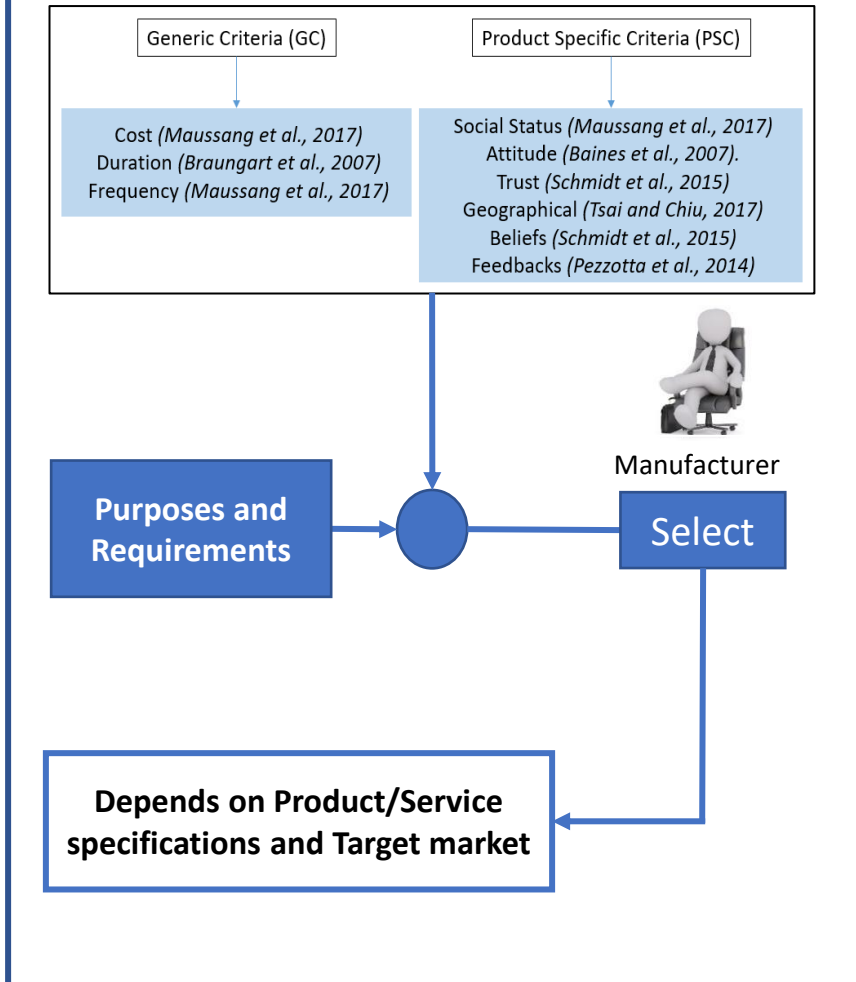 Generic Criteria (GC)
Cost (Maussang et al., 2017)
Duration (Braungart et al., 2007)
Frequency (Maussang et al., 2017)
Product Specific Criteria (PSC)
Social Status (Maussang et al., 2017)
Attitude (Baines et al., 2007).
Trust (Schmidt et al., 2015)
Geographical (Tsai and Chiu, 2017)
Beliefs (Schmidt et al., 2015)
Feedbacks (Pezzotta et al., 2014)
Manufacturer
Purposes and
Requirements
Select
Depends on Product/Service
specifications and Target market